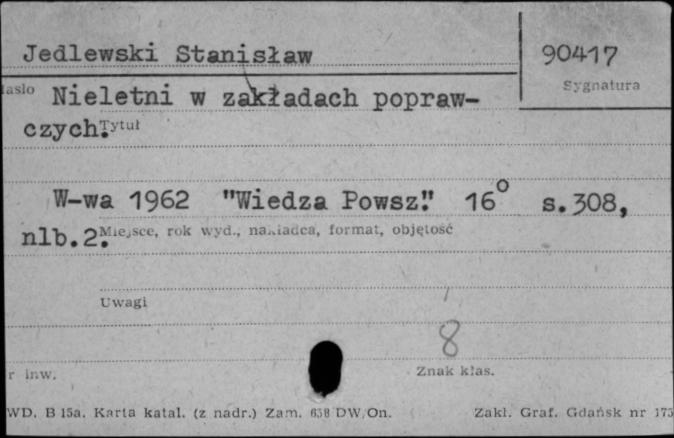 Jedlewski Stanisław
90417
Sygnatura
Nieletni w zakładach popraw-
czych. Tytuł
W-wa 1962 "Wiedza Powsz." 16° s.308,
nlb.2. Miejsce, rok wyd., nakładca, format, objętość
Uwagi
8
r inw.
Znak klas.
WD. B 15a. Karta katal. (z nadr.) Zam. 638 DW/On.
Zakł. Graf. Gdańsk nr 175